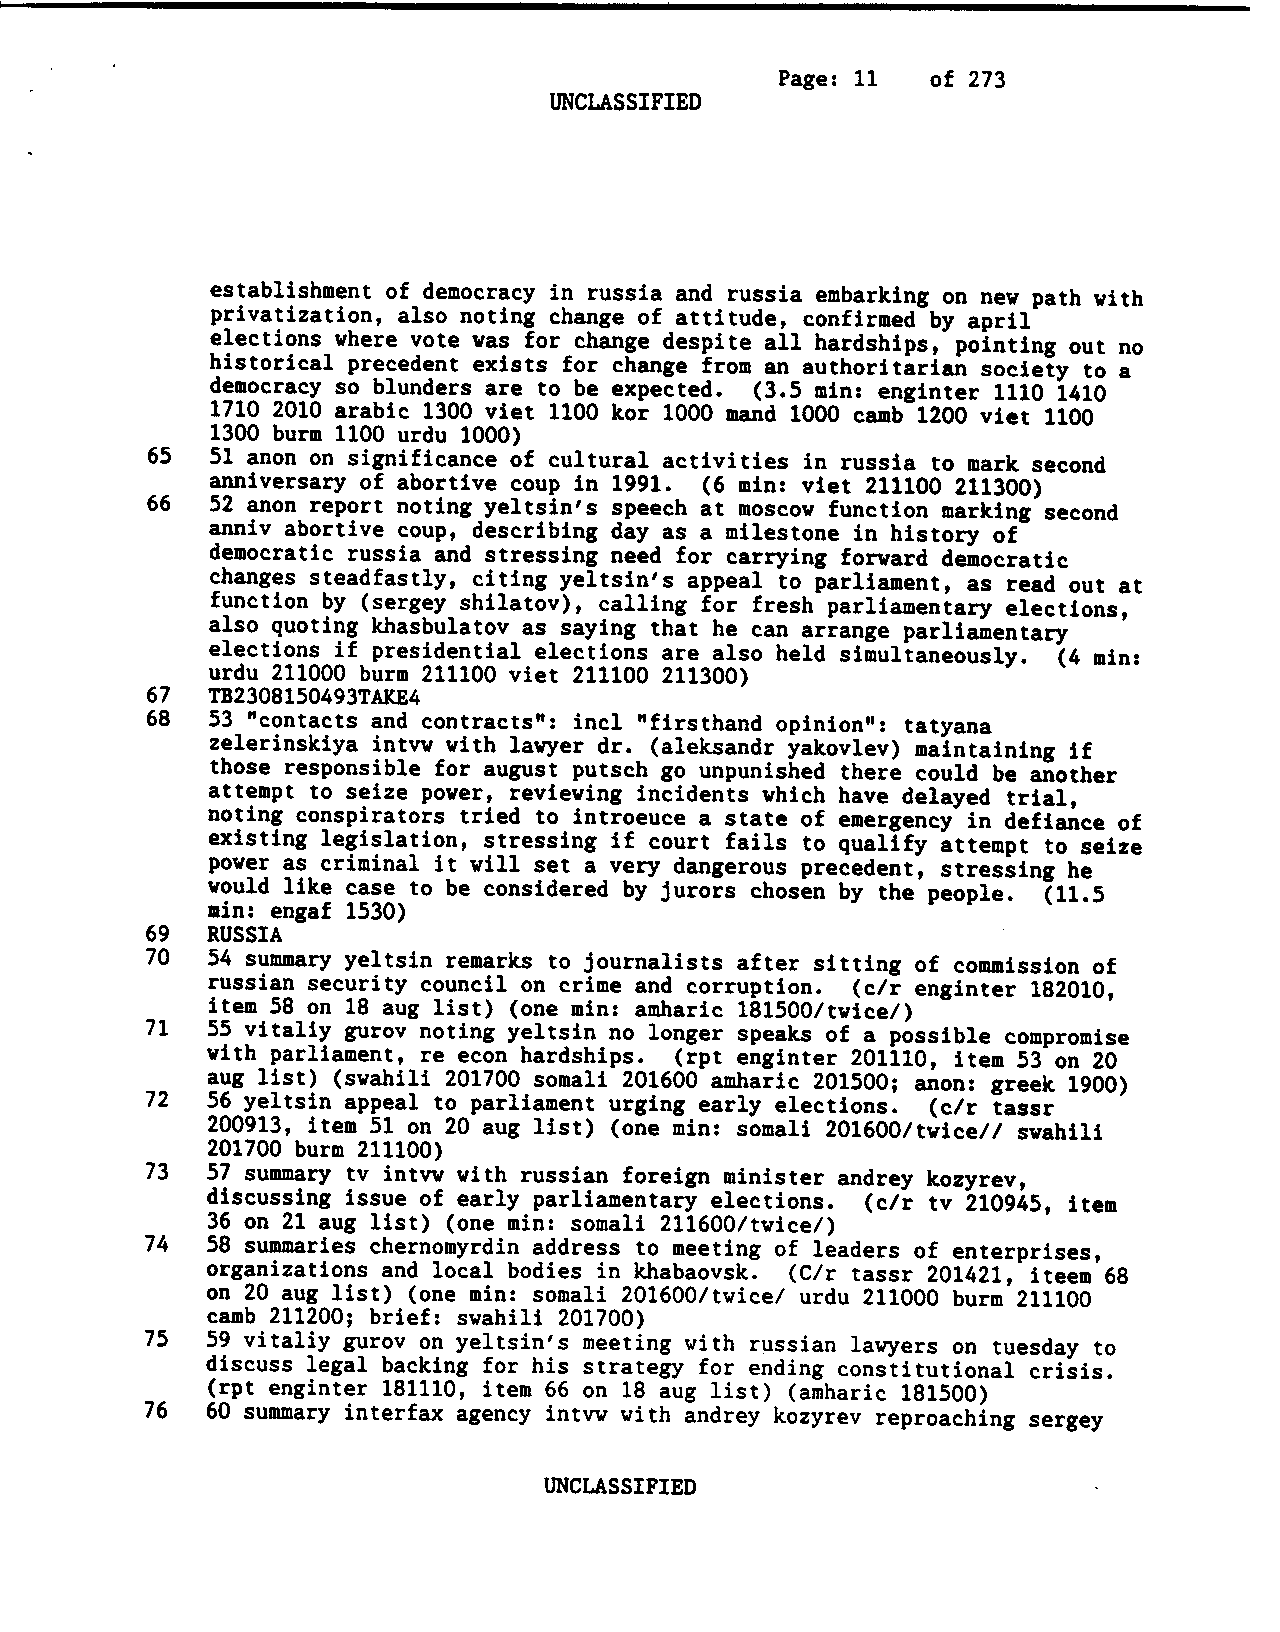 Page: 11 of 273
UNCLASSIFIED
establishment of democracy in russia and russia embarking on new path with
privatization, also noting change of attitude, confirmed by april
elections where vote was for change despite all hardships, pointing out no
historical precedent exists for change from an authoritarian society to a
democracy so blunders are to be expected. (3.5 min: enginter 1110 1410
1710 2010 arabic 1300 viet 1100 kor 1000 mand 1000 camb 1200 viet 1100
1300 burm 1100 urdu 1000)
65 51 anon on significance of cultural activities in russia to mark second
anniversary of abortive coup in 1991. (6 min: viet 211100 211300)
66 52 anon report noting yeltsin's speech at moscow function marking second
anniv abortive coup, describing day as a milestone in history of
democratic russia and stressing need for carrying forward democratic
changes steadfastly, citing yeltsin's appeal to parliament, as read out at
function by (sergey shilatov), calling for fresh parliamentary elections,
also quoting khasbulatov as saying that he can arrange parliamentary
elections if presidential elections are also held simultaneously. (4 min:
urdu 211000 burm 211100 viet 211100 211300)
67 TB2308150493TAKE4
68 53 "contacts and contracts": incl "firsthand opinion": tatyana
zelerinskiya intvw with lawyer dr. (aleksandr yakovlev) maintaining if
those responsible for august putsch go unpunished there could be another
attempt to seize power, reviewing incidents which have delayed trial,
noting conspirators tried to introeuce a state of emergency in defiance of
existing legislation, stressing if court fails to qualify attempt to seize
power as criminal it will set a very dangerous precedent, stressing he
would like case to be considered by jurors chosen by the people. (11.5
min: engaf 1530)
69 RUSSIA
70 54 summary yeltsin remarks to journalists after sitting of commission of
russian security council on crime and corruption. (c/r enginter 182010,
item 58 on 18 aug list) (one min: amharic 181500/twice/)
71 55 vitaliy gurov noting yeltsin no longer speaks of a possible compromise
with parliament, re econ hardships. (rpt enginter 201110, item 53 on 20
aug list) (swahili 201700 somali 201600 amharic 201500; anon: greek 1900)
72 56 yeltsin appeal to parliament urging early elections. (c/r tassr
200913, item 51 on 20 aug list) (one min: somali 201600/twice// swahili
201700 burm 211100)
73 57 summary tv intvw with russian foreign minister andrey kozyrev,
discussing issue of early parliamentary elections. (c/r tv 210945, item
36 on 21 aug list) (one min: somali 211600/twice/)
74 58 summaries chernomyrdin address to meeting of leaders of enterprises,
organizations and local bodies in khabaovsk. (C/r tassr 201421, iteem 68
on 20 aug list) (one min: somali 201600/twice/ urdu 211000 burm 211100
camb 211200; brief: swahili 201700)
75 59 vitaliy gurov on yeltsin's meeting with russian lawyers on tuesday to
discuss legal backing for his strategy for ending constitutional crisis.
(rpt enginter 181110, item 66 on 18 aug list) (amharic 181500)
76 60 summary interfax agency intvw with andrey kozyrev reproaching sergey
UNCLASSIFIED